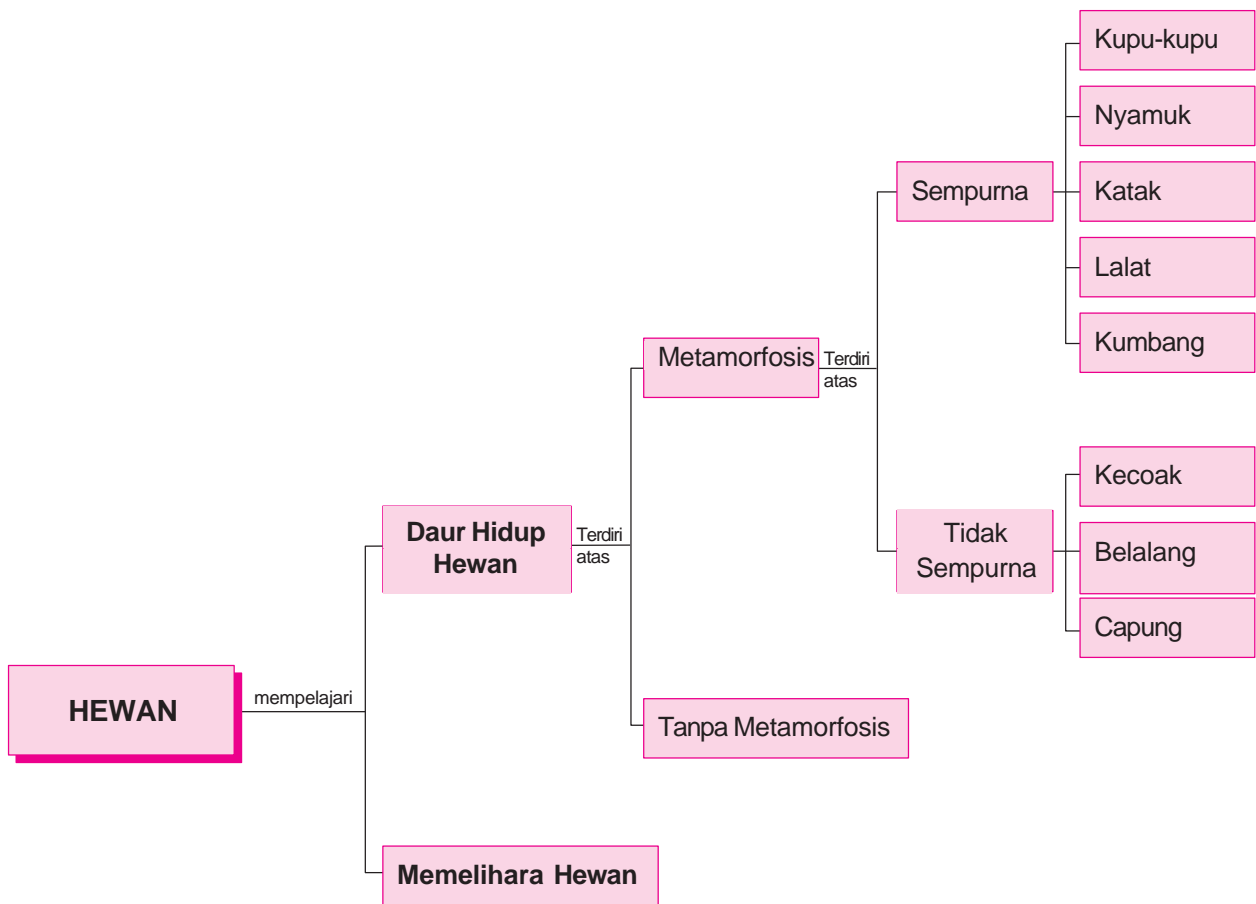 HEWAN
mempelajari
Daur Hidup
Hewan
Terdiri
atas
Metamorfosis
Terdiri
atas
Sempurna
Kupu-kupu
Nyamuk
Katak
Lalat
Kumbang
Tidak
Sempurna
Kecoak
Belalang
Capung
Tanpa Metamorfosis
Memelihara Hewan